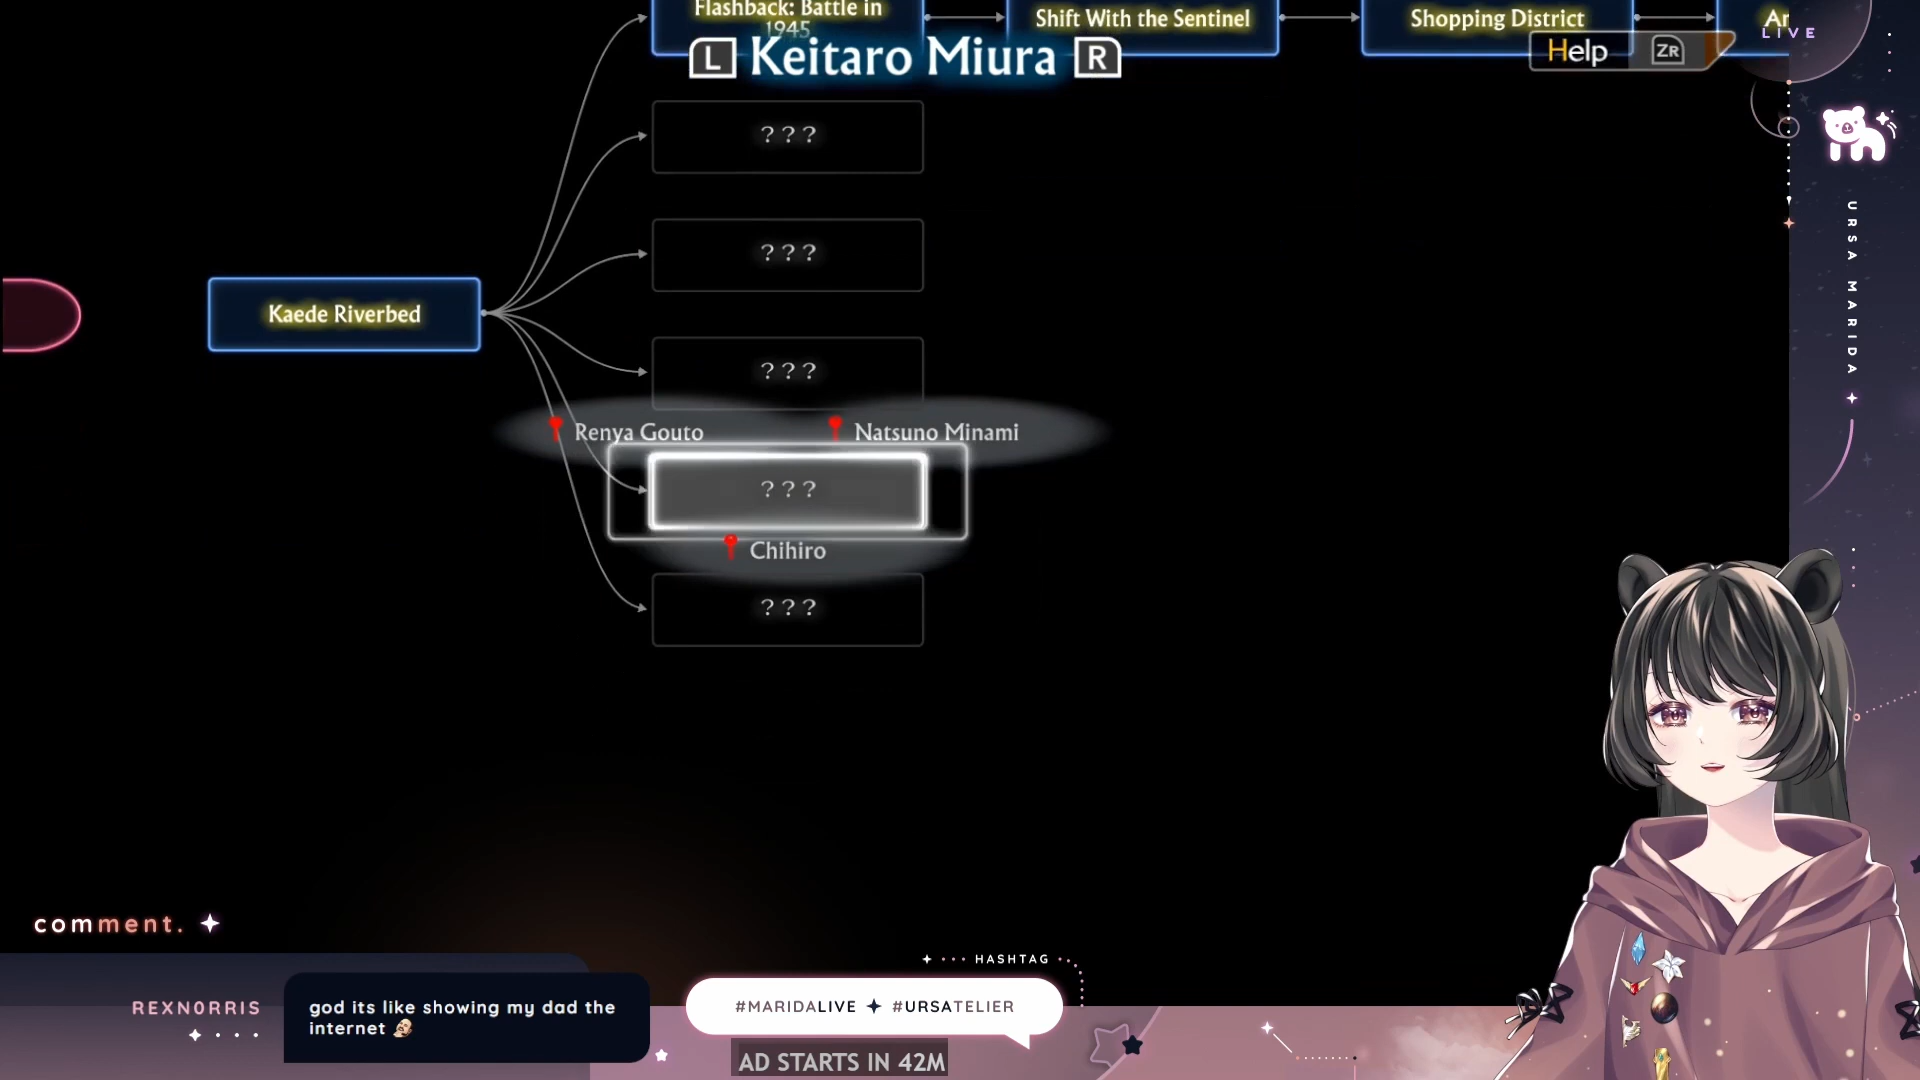 Flashback: Battle in
1945
Shift With the Sentinel
Shopping District
LIVE
L Keitaro Miura R
Help ZR
???
???
Kaede Riverbed
???
Renya Gouto
Natsuno Minami
???
Chihiro
???
URSA MARIDA
comment.
REXN0RRIS
god its like showing my dad the
internet
HASHTAG
#MARIDALIVE #URSATELIER
AD STARTS IN 42M